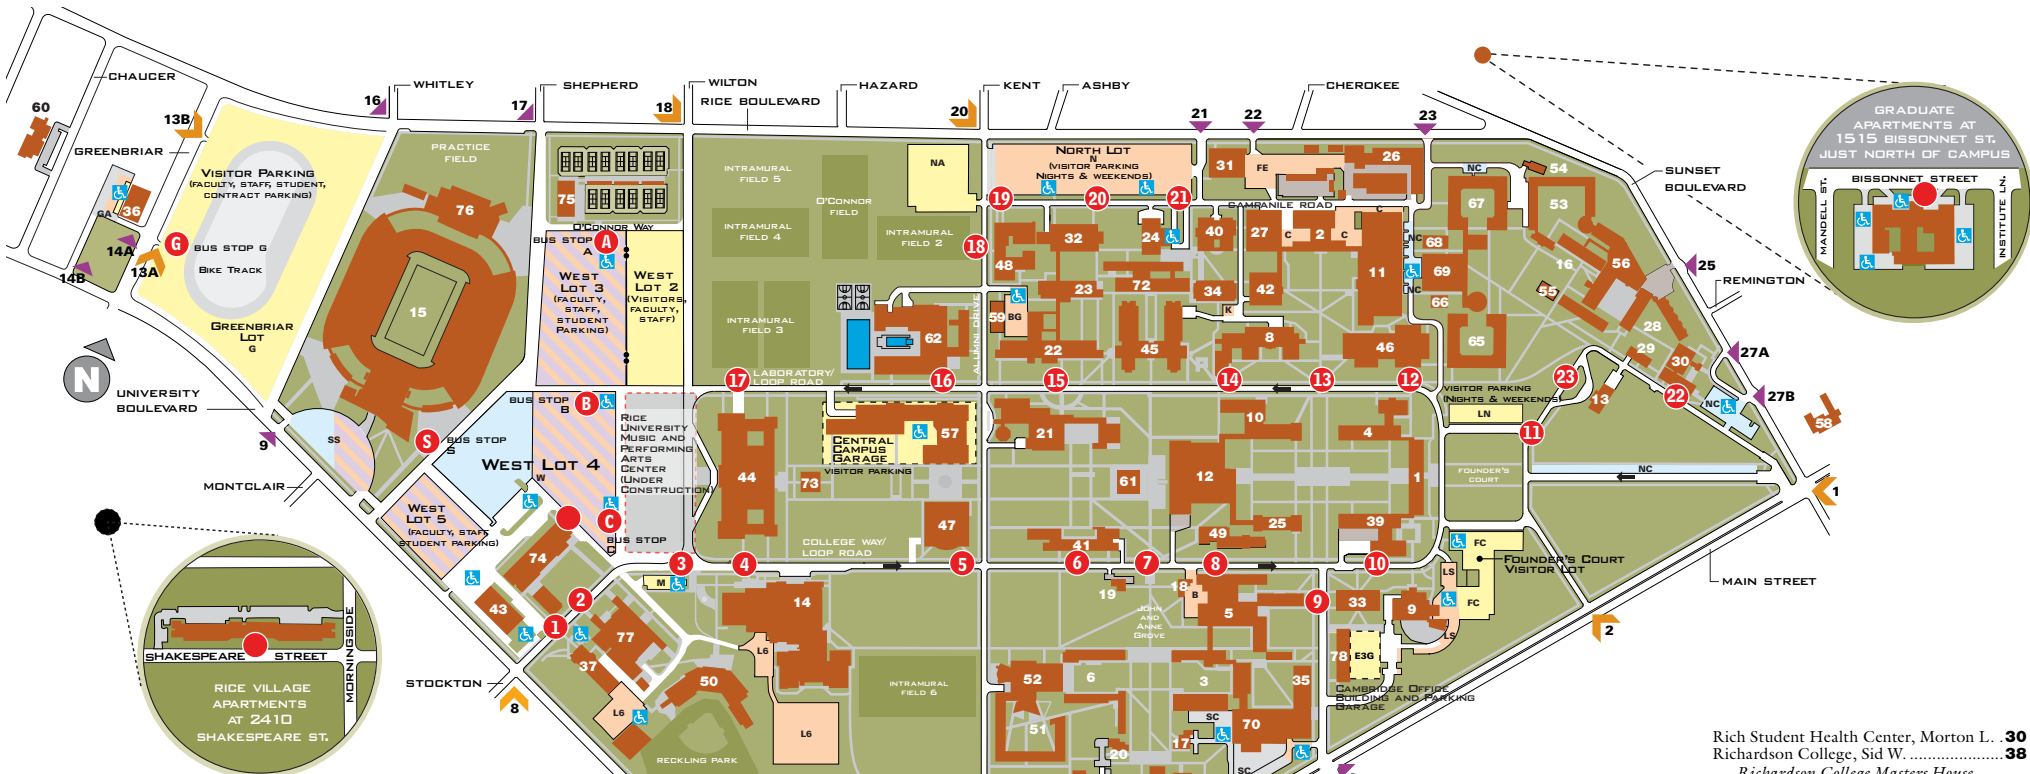 CHAUCER
60
13B
GREENBRIAR
36
GA
14A
14B
13A
G
BUS STOP G
BIKE TRACK
VISITOR PARKING
(FACULTY, STAFF, STUDENT,
CONTRACT PARKING)
GREENBRIAR
LOT
G
N
UNIVERSITY
BOULEVARD
9
MONTCLAIR
16
WHITLEY
17
SHEPHERD
18
WILTON
RICE BOULEVARD
HAZARD
20
KENT
ASHBY
21
22
CHEROKEE
23
PRACTICE
FIELD
76
15
75
O'CONNOR WAY
BUS STOP
A
A
WEST
LOT 3
(FACULTY,
STAFF,
STUDENT
PARKING)
WEST
LOT 2
(VISITORS,
FACULTY,
STAFF)
INTRAMURAL
FIELD 5
INTRAMURAL
FIELD 4
INTRAMURAL
FIELD 3
O'CONNOR
FIELD
INTRAMURAL
FIELD 2
NA
18
ALUMNI DRIVE
62
LABORATORY/
LOOP ROAD
17
16
15
14
13
12
NORTH LOT
N
(VISITOR PARKING
NIGHTS & WEEKENDS)
19
20
21
31
FE
26
CAMPANILE ROAD
C
32
24
40
27
C
2
C
48
23
72
34
42
11
59
BG
K
22
45
8
46
NC
67
54
53
NC
68
69
NC
66
65
16
56
55
28
29
30
SUNSET
BOULEVARD
25
REMINGTON
27A
27B
58
NC
22
23
13
VISITOR PARKING
(NIGHTS & WEEKENDS)
LN
11
NC
FOUNDER'S
COURT
1
GRADUATE
APARTMENTS AT
1515 BISSONNET ST.
JUST NORTH OF CAMPUS
BISSONNET STREET
MANDELL ST.
INSTITUTE LN.
SS
S
BUS STOP
S
BUS STOP
B
B
WEST LOT 4
W
C
BUS STOP
C
RICE
UNIVERSITY
MUSIC AND
PERFORMING
ARTS
CENTER
(UNDER
CONSTRUCTION)
WEST
LOT 5
(FACULTY, STAFF,
STUDENT PARKING)
44
73
CENTRAL
CAMPUS
GARAGE
57
VISITOR PARKING
47
COLLEGE WAY/
LOOP ROAD
21
61
10
12
4
1
25
49
39
41
3
4
5
6
7
8
9
10
74
43
2
1
77
37
M
L6
L6
L6
50
14
INTRAMURAL
FIELD 6
RECKLING PARK
STOCKTON
8
19
18
B
5
JOHN
AND
ANNE
GROVE
33
9
LS
LS
FC
FC
FOUNDER'S COURT
VISITOR LOT
78
E3G
CAMBRIDGE OFFICE
BUILDING AND PARKING
GARAGE
52
6
3
35
51
20
17
SC
70
SC
2
MAIN STREET
SHAKESPEARE STREET
MORNINGSIDE
RICE VILLAGE
APARTMENTS
AT 2410
SHAKESPEARE ST.
Rich Student Health Center, Morton L. .30
Richardson College, Sid W. .....................38
Richardson College Masters House